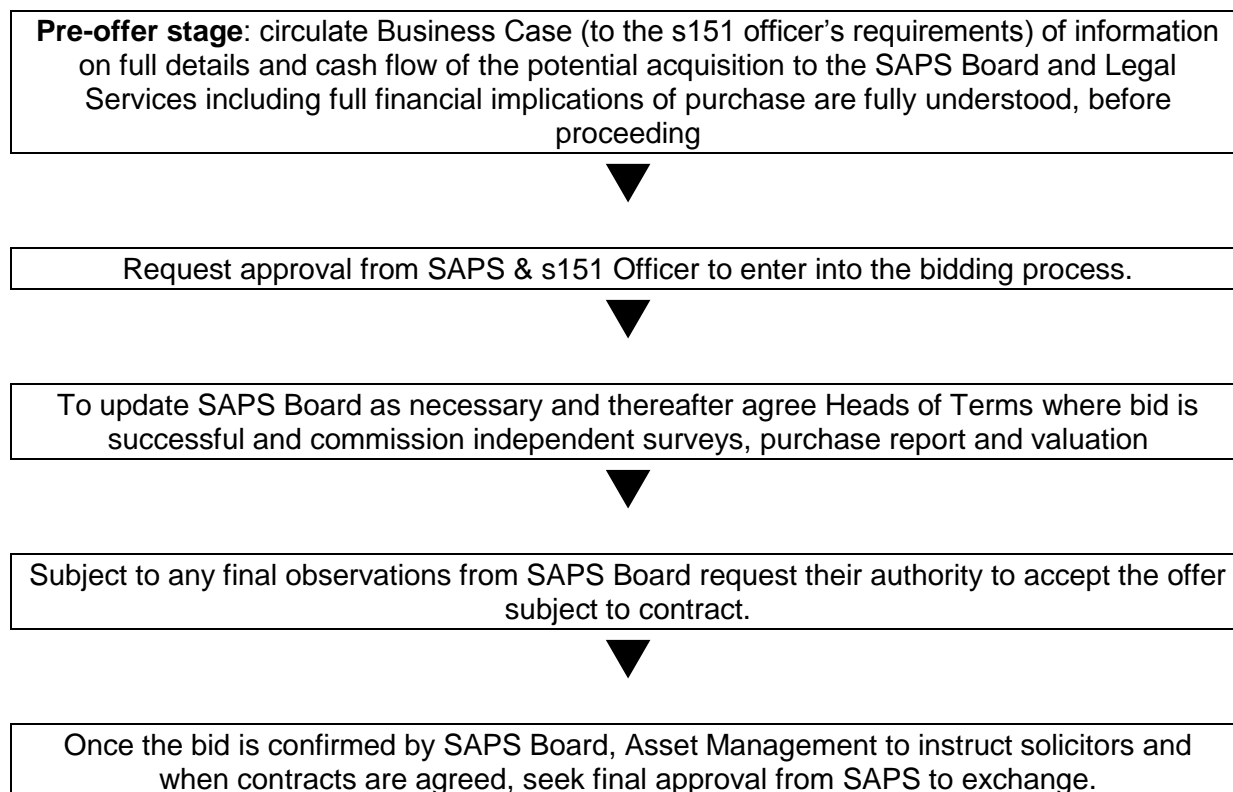 Pre-offer stage: circulate Business Case (to the s151 officer's requirements) of information
on full details and cash flow of the potential acquisition to the SAPS Board and Legal
Services including full financial implications of purchase are fully understood, before
proceeding
Request approval from SAPS & s151 Officer to enter into the bidding process.
To update SAPS Board as necessary and thereafter agree Heads of Terms where bid is
successful and commission independent surveys, purchase report and valuation
Subject to any final observations from SAPS Board request their authority to accept the offer
subject to contract.
Once the bid is confirmed by SAPS Board, Asset Management to instruct solicitors and
when contracts are agreed, seek final approval from SAPS to exchange.